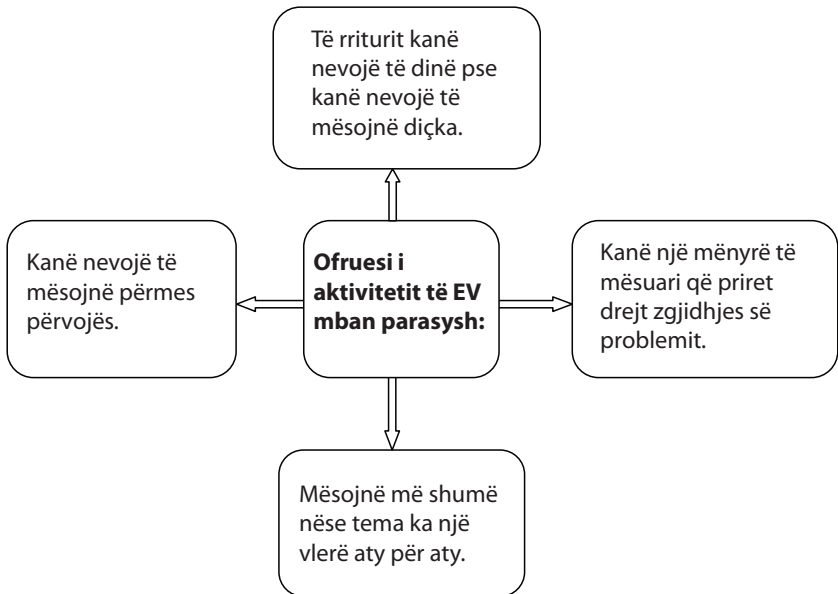 Të rriturit kanë
nevojë të dinë pse
kanë nevojë të
mësojnë diçka.
Kanë nevojë të
mësojnë përmes
përvojës.
Ofruesi i
aktivitetit të EV
mban parasysh:
Kanë një mënyrë të
mësuari që priret
drejt zgjidhjes së
problemit.
Mësojnë më shumë
nëse tema ka një
vlerë aty për aty.